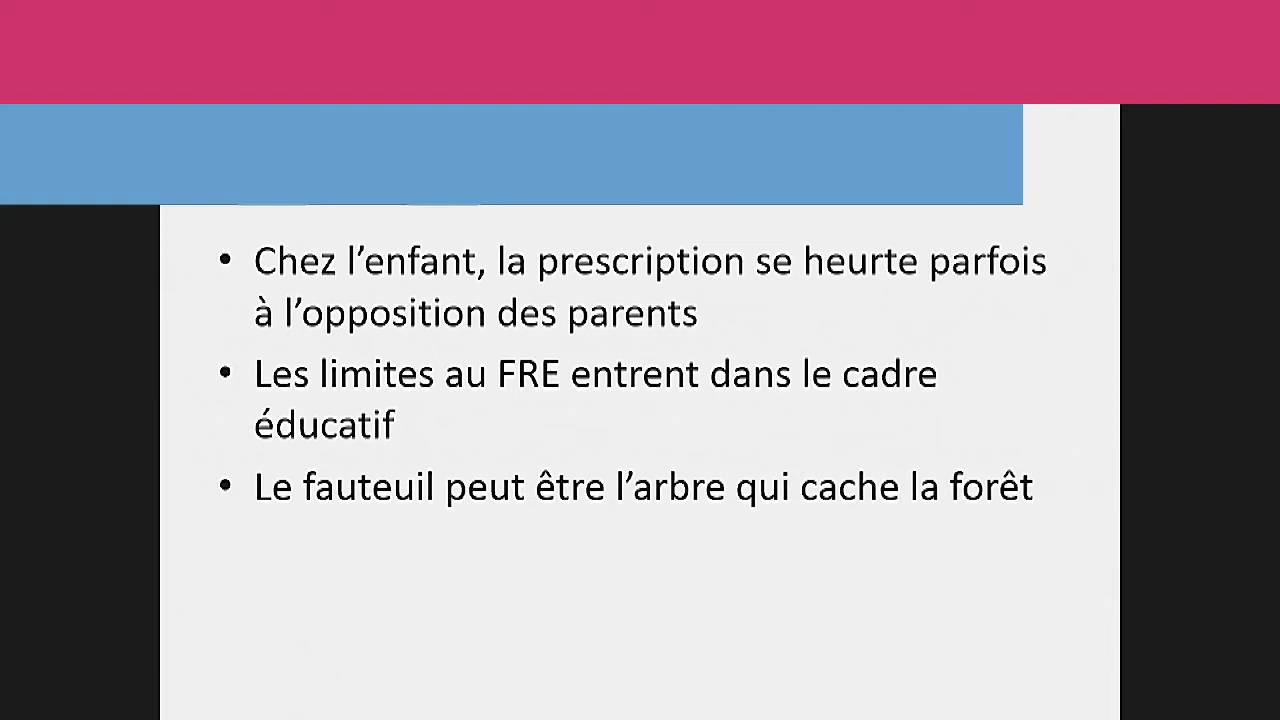 • Chez l’enfant, la prescription se heurte parfois
à l’opposition des parents
• Les limites au FRE entrent dans le cadre
éducatif
• Le fauteuil peut être l’arbre qui cache la forêt